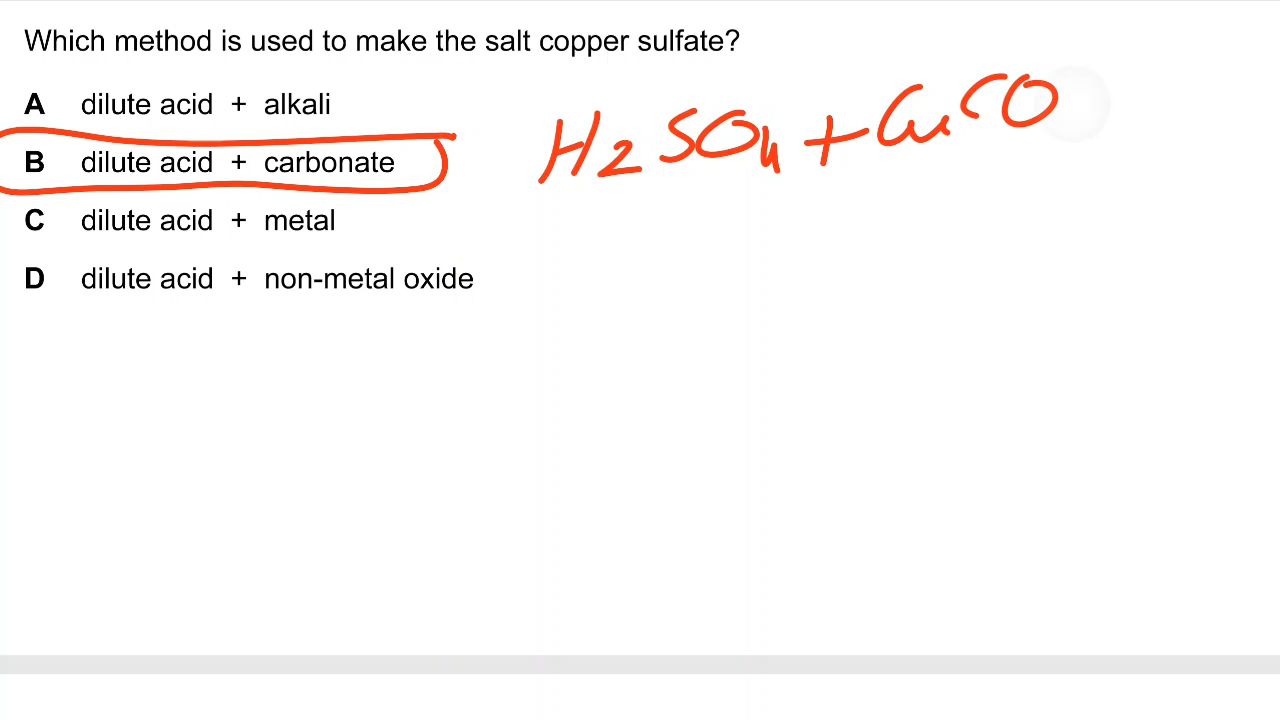 Which method is used to make the salt copper sulfate?
A dilute acid + alkali
B dilute acid + carbonate
C dilute acid + metal
D dilute acid + non-metal oxide
H2SO4 + CuCO